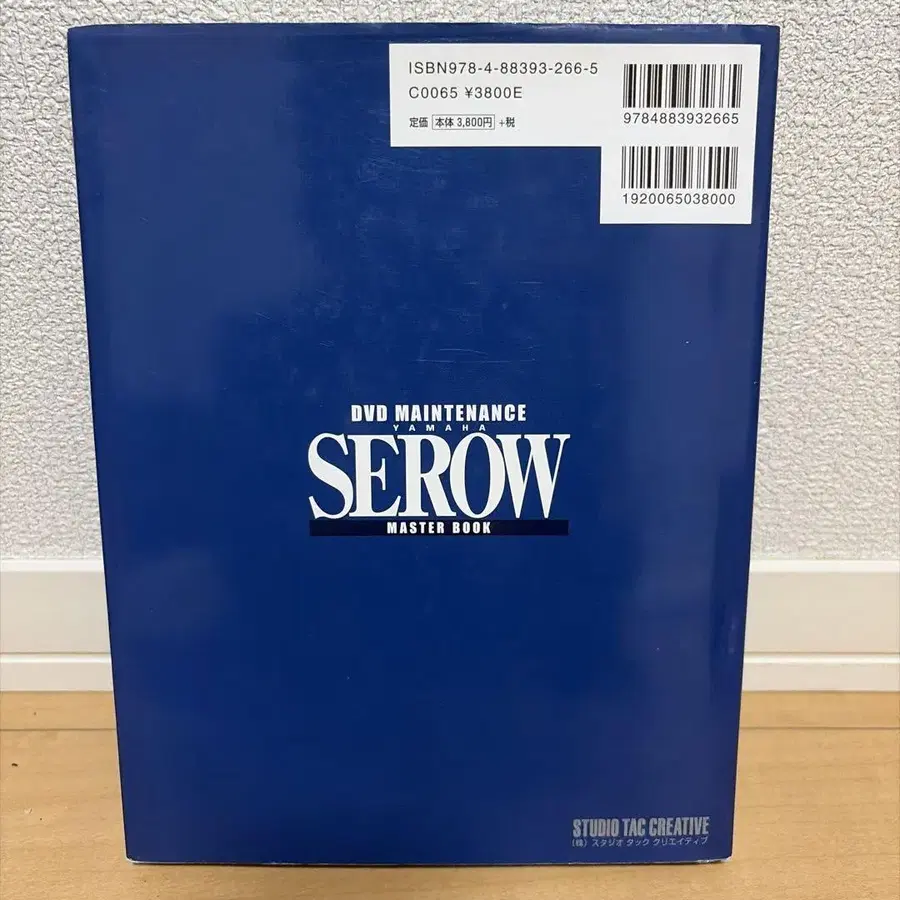 ISBN978-4-88393-266-5
C0065 ¥3800E
定価 本体 3,800円 +税
9784883932665
1920065038000
DVD MAINTENANCE
YAMAHA
SEROW
MASTER BOOK
STUDIO TAC CREATIVE
(株) スタジオ タック クリエイティブ